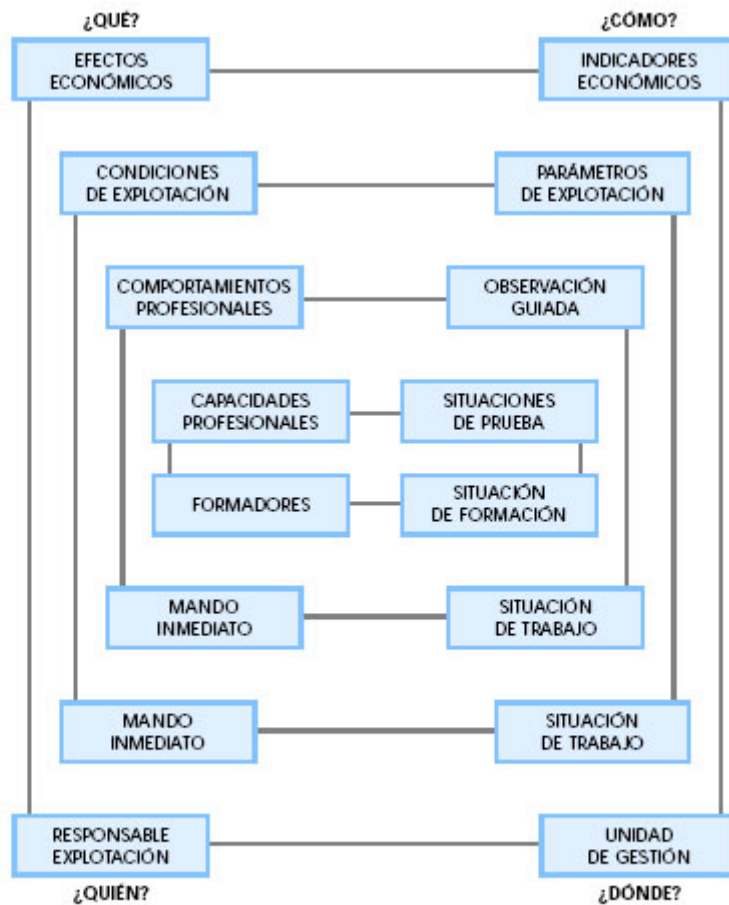 ¿QUÉ?
¿CÓMO?
EFECTOS
ECONÓMICOS
INDICADORES
ECONÓMICOS
CONDICIONES
DE EXPLOTACIÓN
PARÁMETROS
DE EXPLOTACIÓN
COMPORTAMIENTOS
PROFESIONALES
OBSERVACIÓN
GUIADA
CAPACIDADES
PROFESIONALES
SITUACIONES
DE PRUEBA
FORMADORES
SITUACIÓN
DE FORMACIÓN
MANDO
INMEDIATO
SITUACIÓN
DE TRABAJO
MANDO
INMEDIATO
SITUACIÓN
DE TRABAJO
RESPONSABLE
EXPLOTACIÓN
UNIDAD
DE GESTIÓN
¿QUIÉN?
¿DÓNDE?